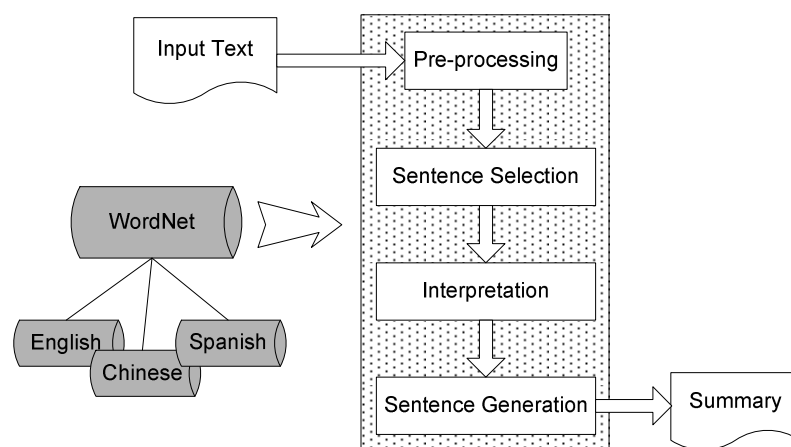 Input Text
Pre-processing
Sentence Selection
WordNet
Interpretation
English
Spanish
Chinese
Sentence Generation
Summary